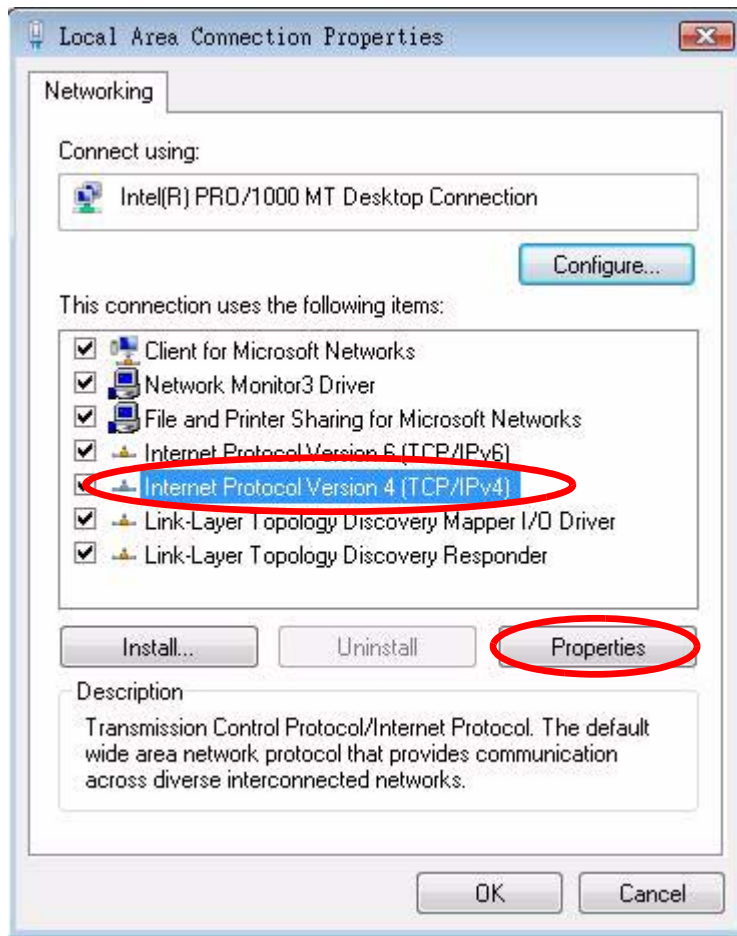 Local Area Connection Properties
Networking
Connect using:
Intel(R) PRO/1000 MT Desktop Connection
Configure...
This connection uses the following items:
Client for Microsoft Networks
Network Monitor3 Driver
File and Printer Sharing for Microsoft Networks
Internet Protocol Version 6 (TCP/IPv6)
Internet Protocol Version 4 (TCP/IPv4)
Link-Layer Topology Discovery Mapper I/O Driver
Link-Layer Topology Discovery Responder
Install...
Uninstall
Properties
Description
Transmission Control Protocol/Internet Protocol. The default
wide area network protocol that provides communication
across diverse interconnected networks.
OK
Cancel